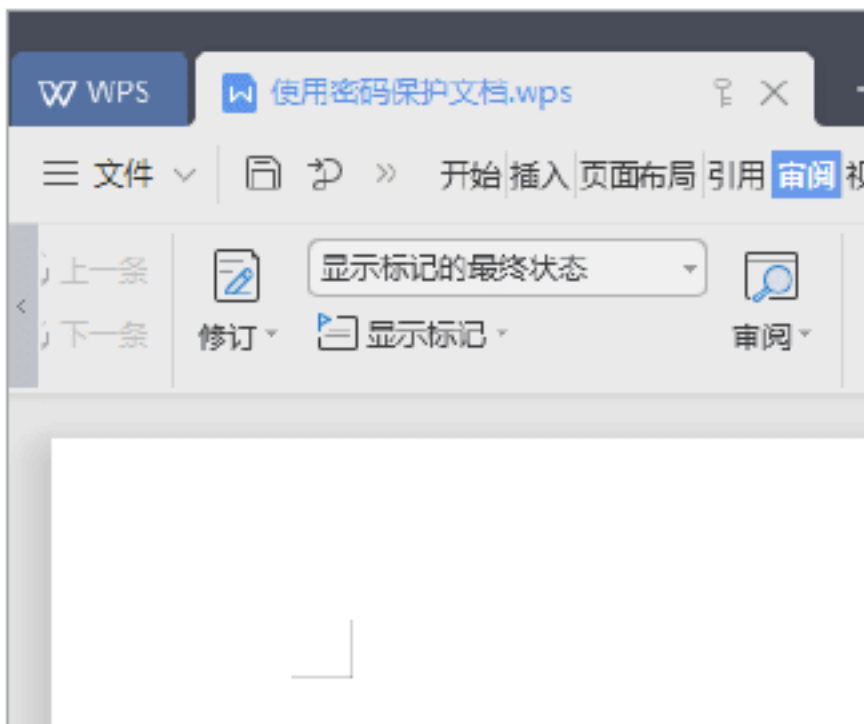 WPS 使用密码保护文档.wps
文件 开始 插入 页面布局 引用 审阅
上一条 显示标记的最终状态
下一条 修订 显示标记 审阅